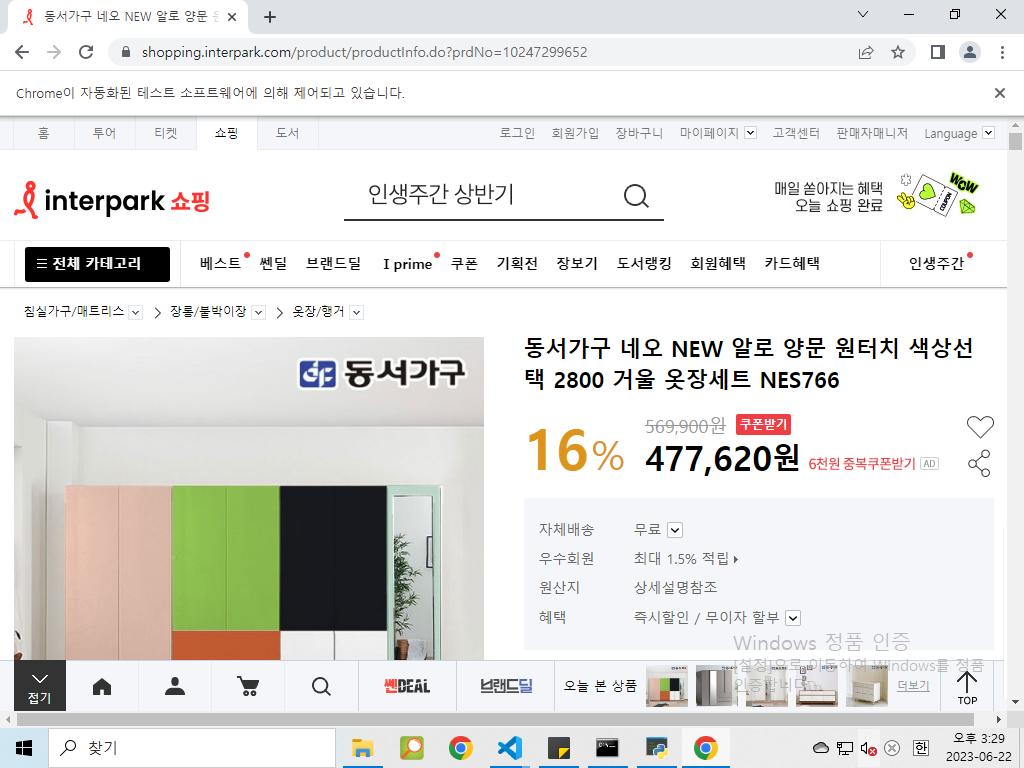 동서가구 네오 NEW 알로 양문 원
shopping.interpark.com/product/productInfo.do?prdNo=10247299652
Chrome이 자동화된 테스트 소프트웨어에 의해 제어되고 있습니다.
홈 투어 티켓 쇼핑 도서 로그인 회원가입 장바구니 마이페이지 고객센터 판매자매니저 Language
interpark 쇼핑
인생주간 상반기
매일 쏟아지는 혜택
오늘 쇼핑 완료
WOW
COUPON
전체 카테고리 베스트 쎈딜 브랜드딜 I prime 쿠폰 기획전 장보기 도서랭킹 회원혜택 카드혜택 인생주간
침실가구/매트리스 장롱/붙박이장 옷장/행거
동서가구
동서가구 네오 NEW 알로 양문 원터치 색상선
택 2800 거울 옷장세트 NES766
16% 569,900원 쿠폰받기
477,620원 6천원 중복쿠폰받기 AD
자체배송 무료
우수회원 최대 1.5% 적립
원산지 상세설명참조
혜택 즉시할인 / 무이자 할부
Windows 정품 인증
[설정]으로 이동하여 Windows를 정품
인증합니다.
접기 쎈DEAL 브랜드딜 오늘 본 상품 더보기 TOP
찾기
한
오후 3:29
2023-06-22